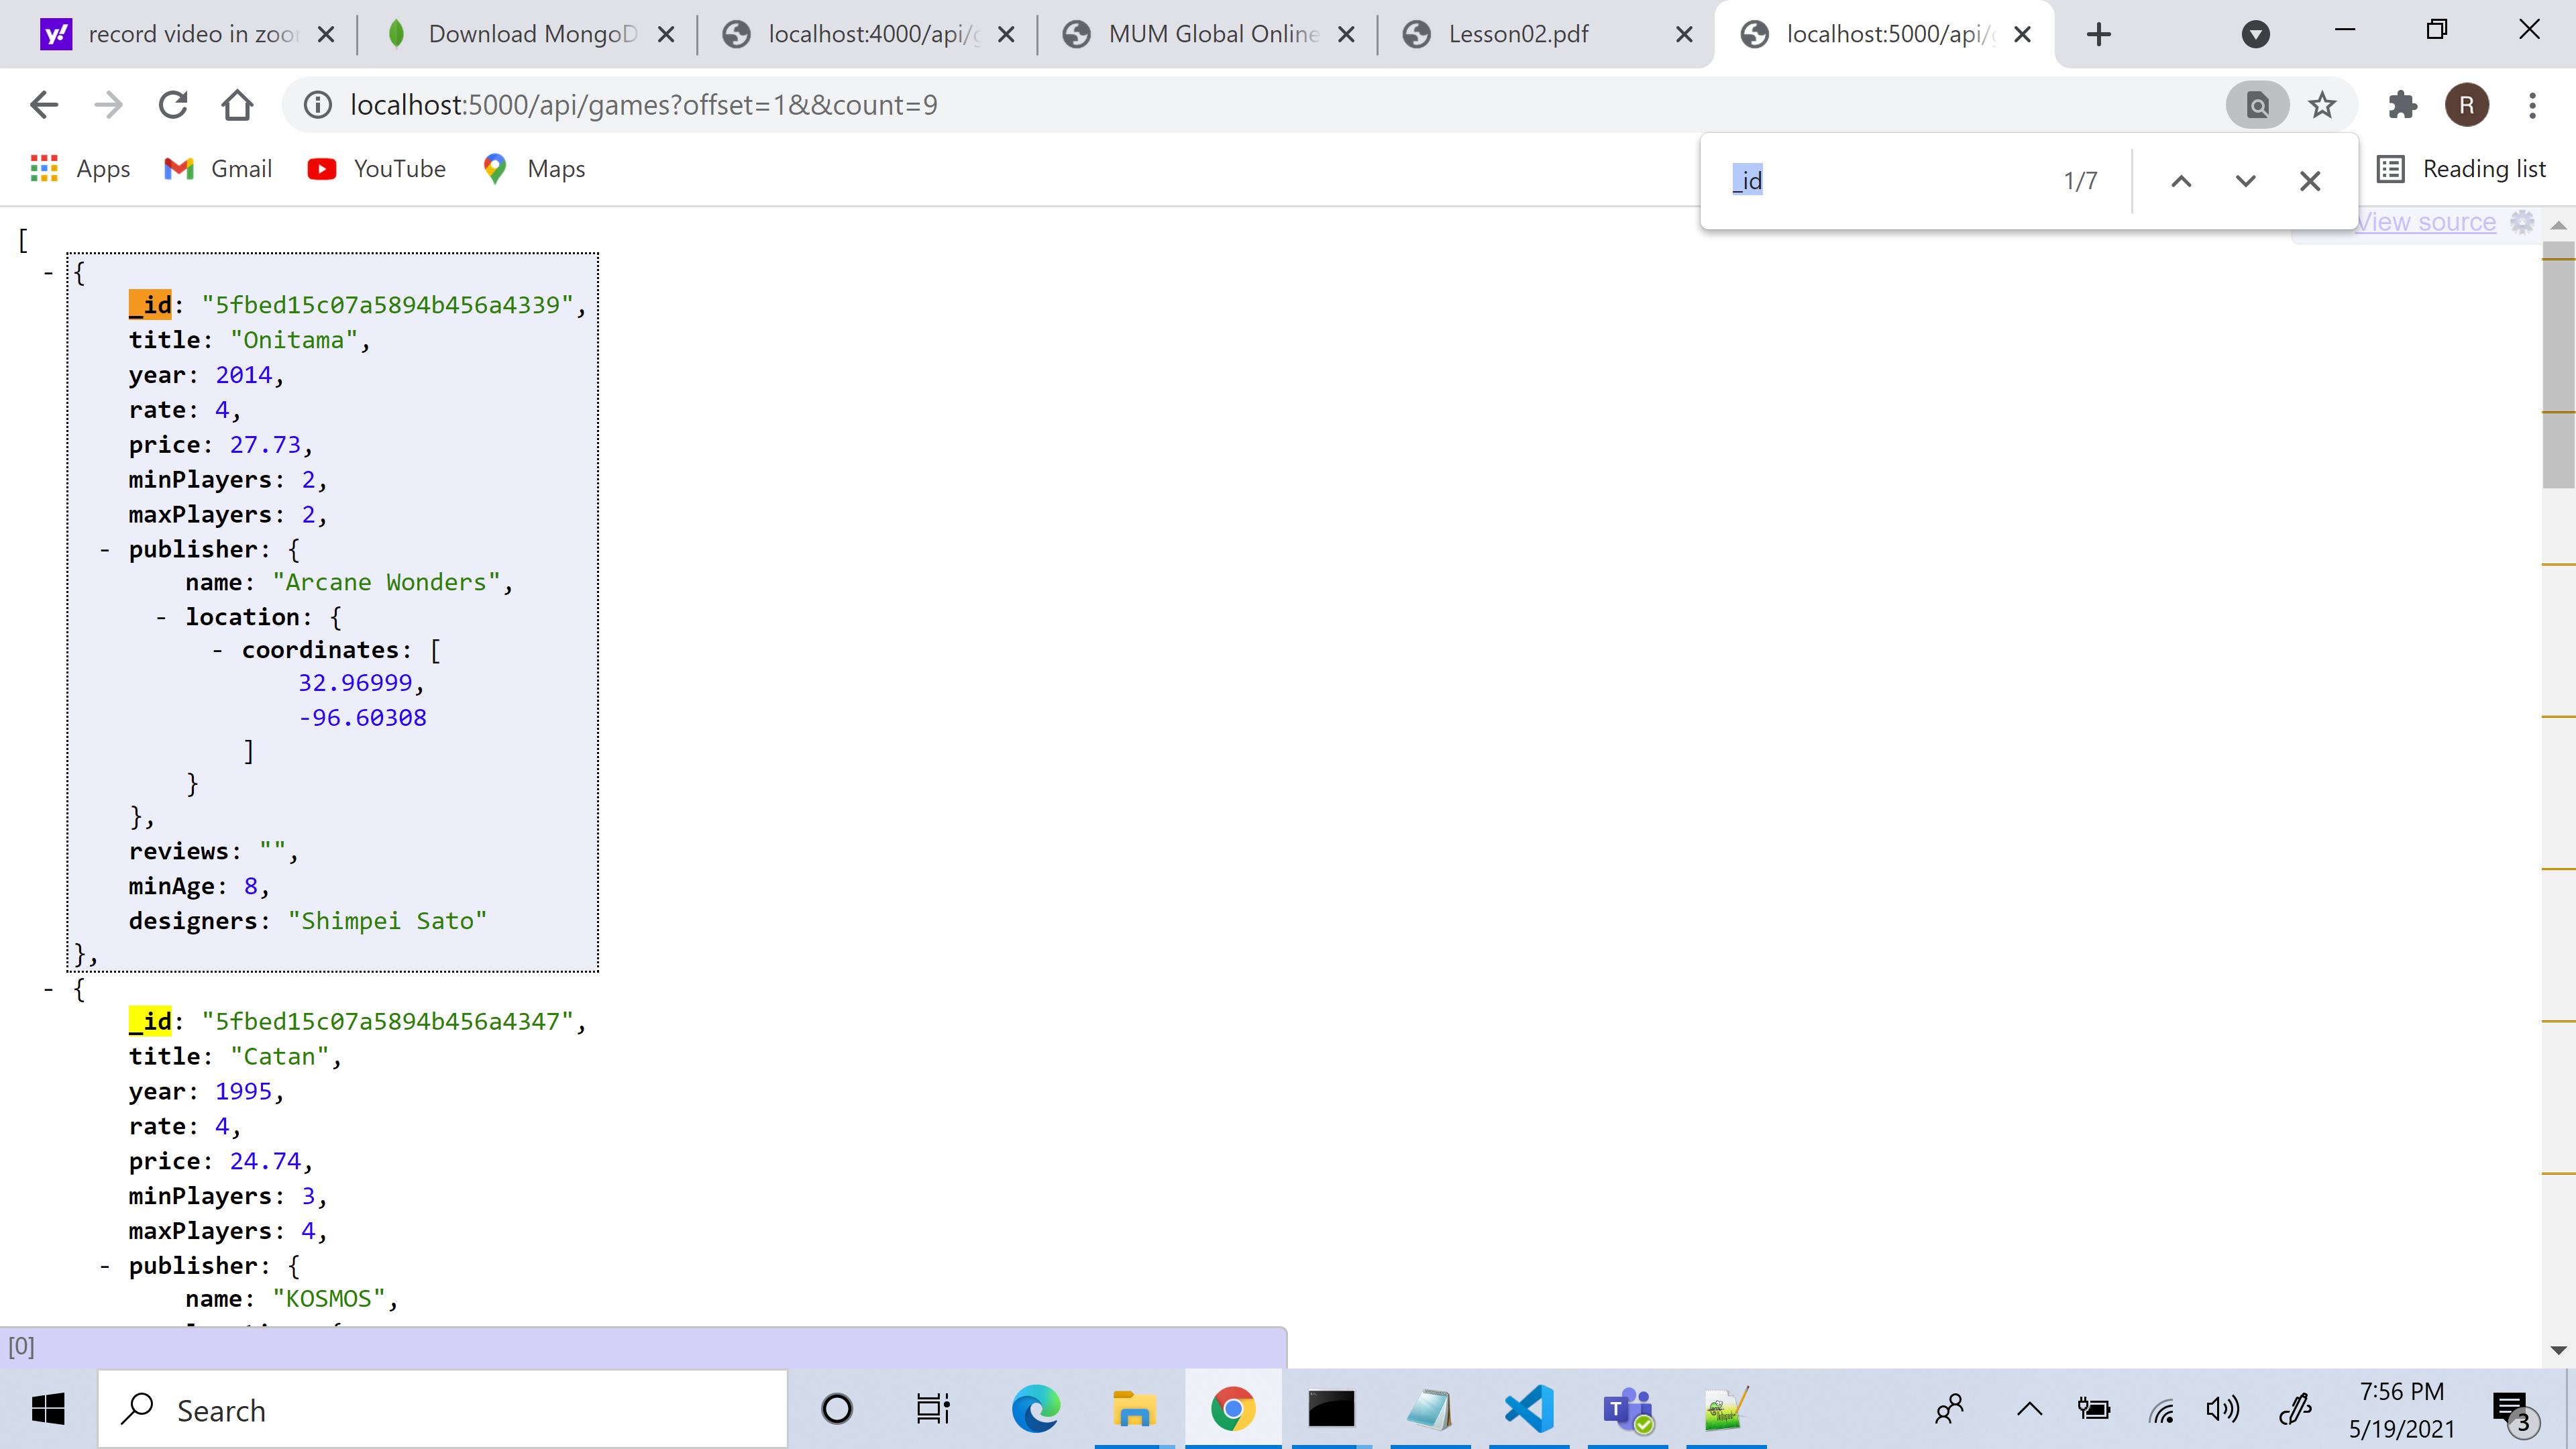 record video in zoor
Download MongoD
localhost:4000/api/g
MUM Global Online
Lesson02.pdf
localhost:5000/api/g
localhost:5000/api/games?offset=1&&count=9
R
Apps
Gmail
YouTube
Maps
_id
1/7
Reading list
View source
[
- {
_id: "5fbed15c07a5894b456a4339",
title: "Onitama",
year: 2014,
rate: 4,
price: 27.73,
minPlayers: 2,
maxPlayers: 2,
- publisher: {
name: "Arcane Wonders",
- location: {
- coordinates: [
32.96999,
-96.60308
]
}
},
reviews: "",
minAge: 8,
designers: "Shimpei Sato"
},
- {
_id: "5fbed15c07a5894b456a4347",
title: "Catan",
year: 1995,
rate: 4,
price: 24.74,
minPlayers: 3,
maxPlayers: 4,
- publisher: {
name: "KOSMOS",
[0]
Search
7:56 PM
5/19/2021
3